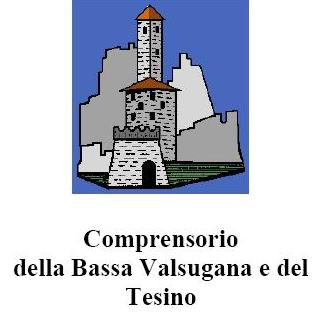 Comprensorio
della Bassa Valsugana e del
Tesino